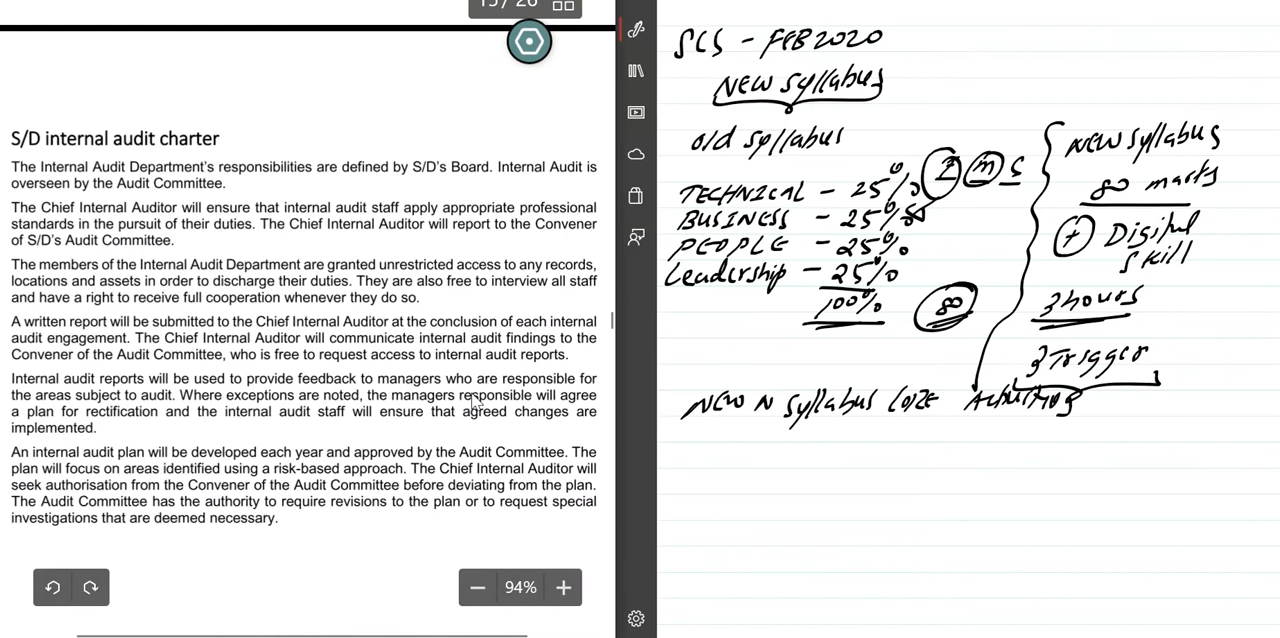 15 / 26
S/D internal audit charter
The Internal Audit Department's responsibilities are defined by S/D's Board. Internal Audit is
overseen by the Audit Committee.
The Chief Internal Auditor will ensure that internal audit staff apply appropriate professional
standards in the pursuit of their duties. The Chief Internal Auditor will report to the Convener
of S/D's Audit Committee.
The members of the Internal Audit Department are granted unrestricted access to any records,
locations and assets in order to discharge their duties. They are also free to interview all staff
and have a right to receive full cooperation whenever they do so.
A written report will be submitted to the Chief Internal Auditor at the conclusion of each internal
audit engagement. The Chief Internal Auditor will communicate internal audit findings to the
Convener of the Audit Committee, who is free to request access to internal audit reports.
Internal audit reports will be used to provide feedback to managers who are responsible for
the areas subject to audit. Where exceptions are noted, the managers responsible will agree
a plan for rectification and the internal audit staff will ensure that agreed changes are
implemented.
An internal audit plan will be developed each year and approved by the Audit Committee. The
plan will focus on areas identified using a risk-based approach. The Chief Internal Auditor will
seek authorisation from the Convener of the Audit Committee before deviating from the plan.
The Audit Committee has the authority to require revisions to the plan or to request special
investigations that are deemed necessary.
94%
SCS - FEB 2020
NEW syllabus
old syllabus
TECHNICAL - 25%
BUSINESS - 25%
PEOPLE - 25%
Leadership - 25%
100%
80
m S
NEW syllabus
80 marks
+ Digital
skill
3 hours
3 Trigger
NEW syllabus CORE Activities